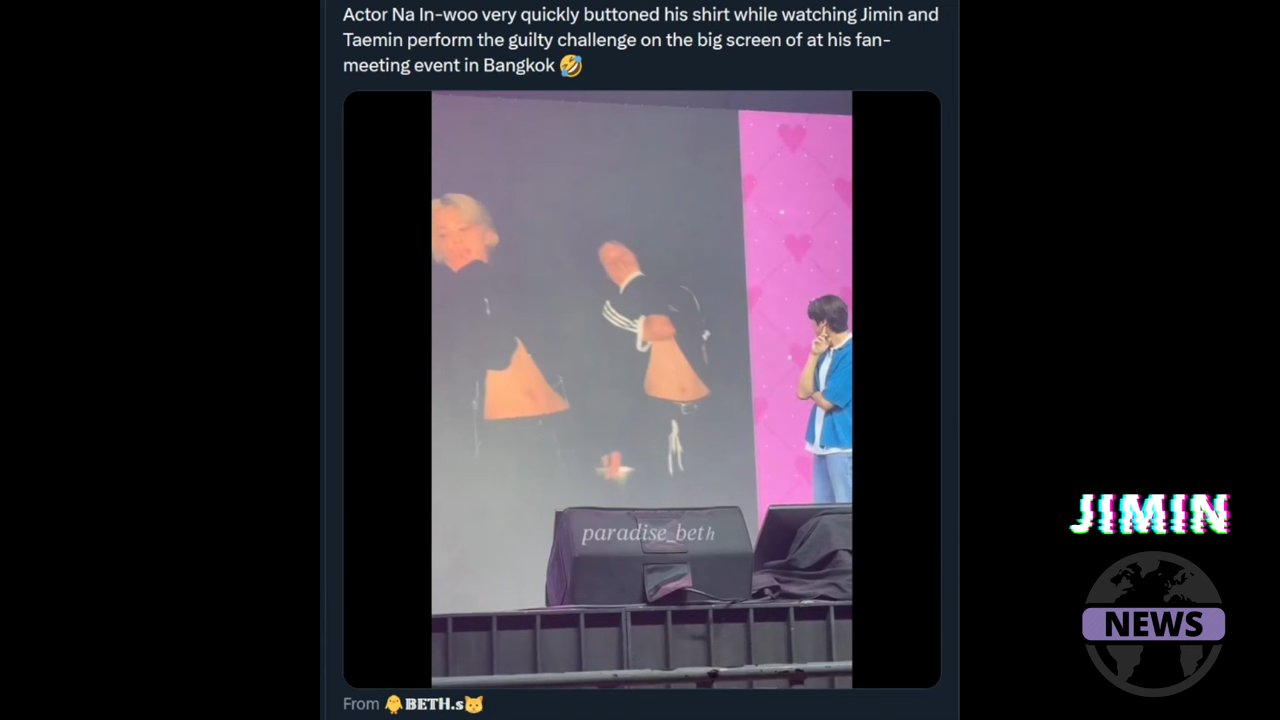 Actor Na In-woo very quickly buttoned his shirt while watching Jimin and
Taemin perform the guilty challenge on the big screen of at his fan-
meeting event in Bangkok 🤣
paradise_beth
JIMIN
NEWS
From 🐥BETH.s😼